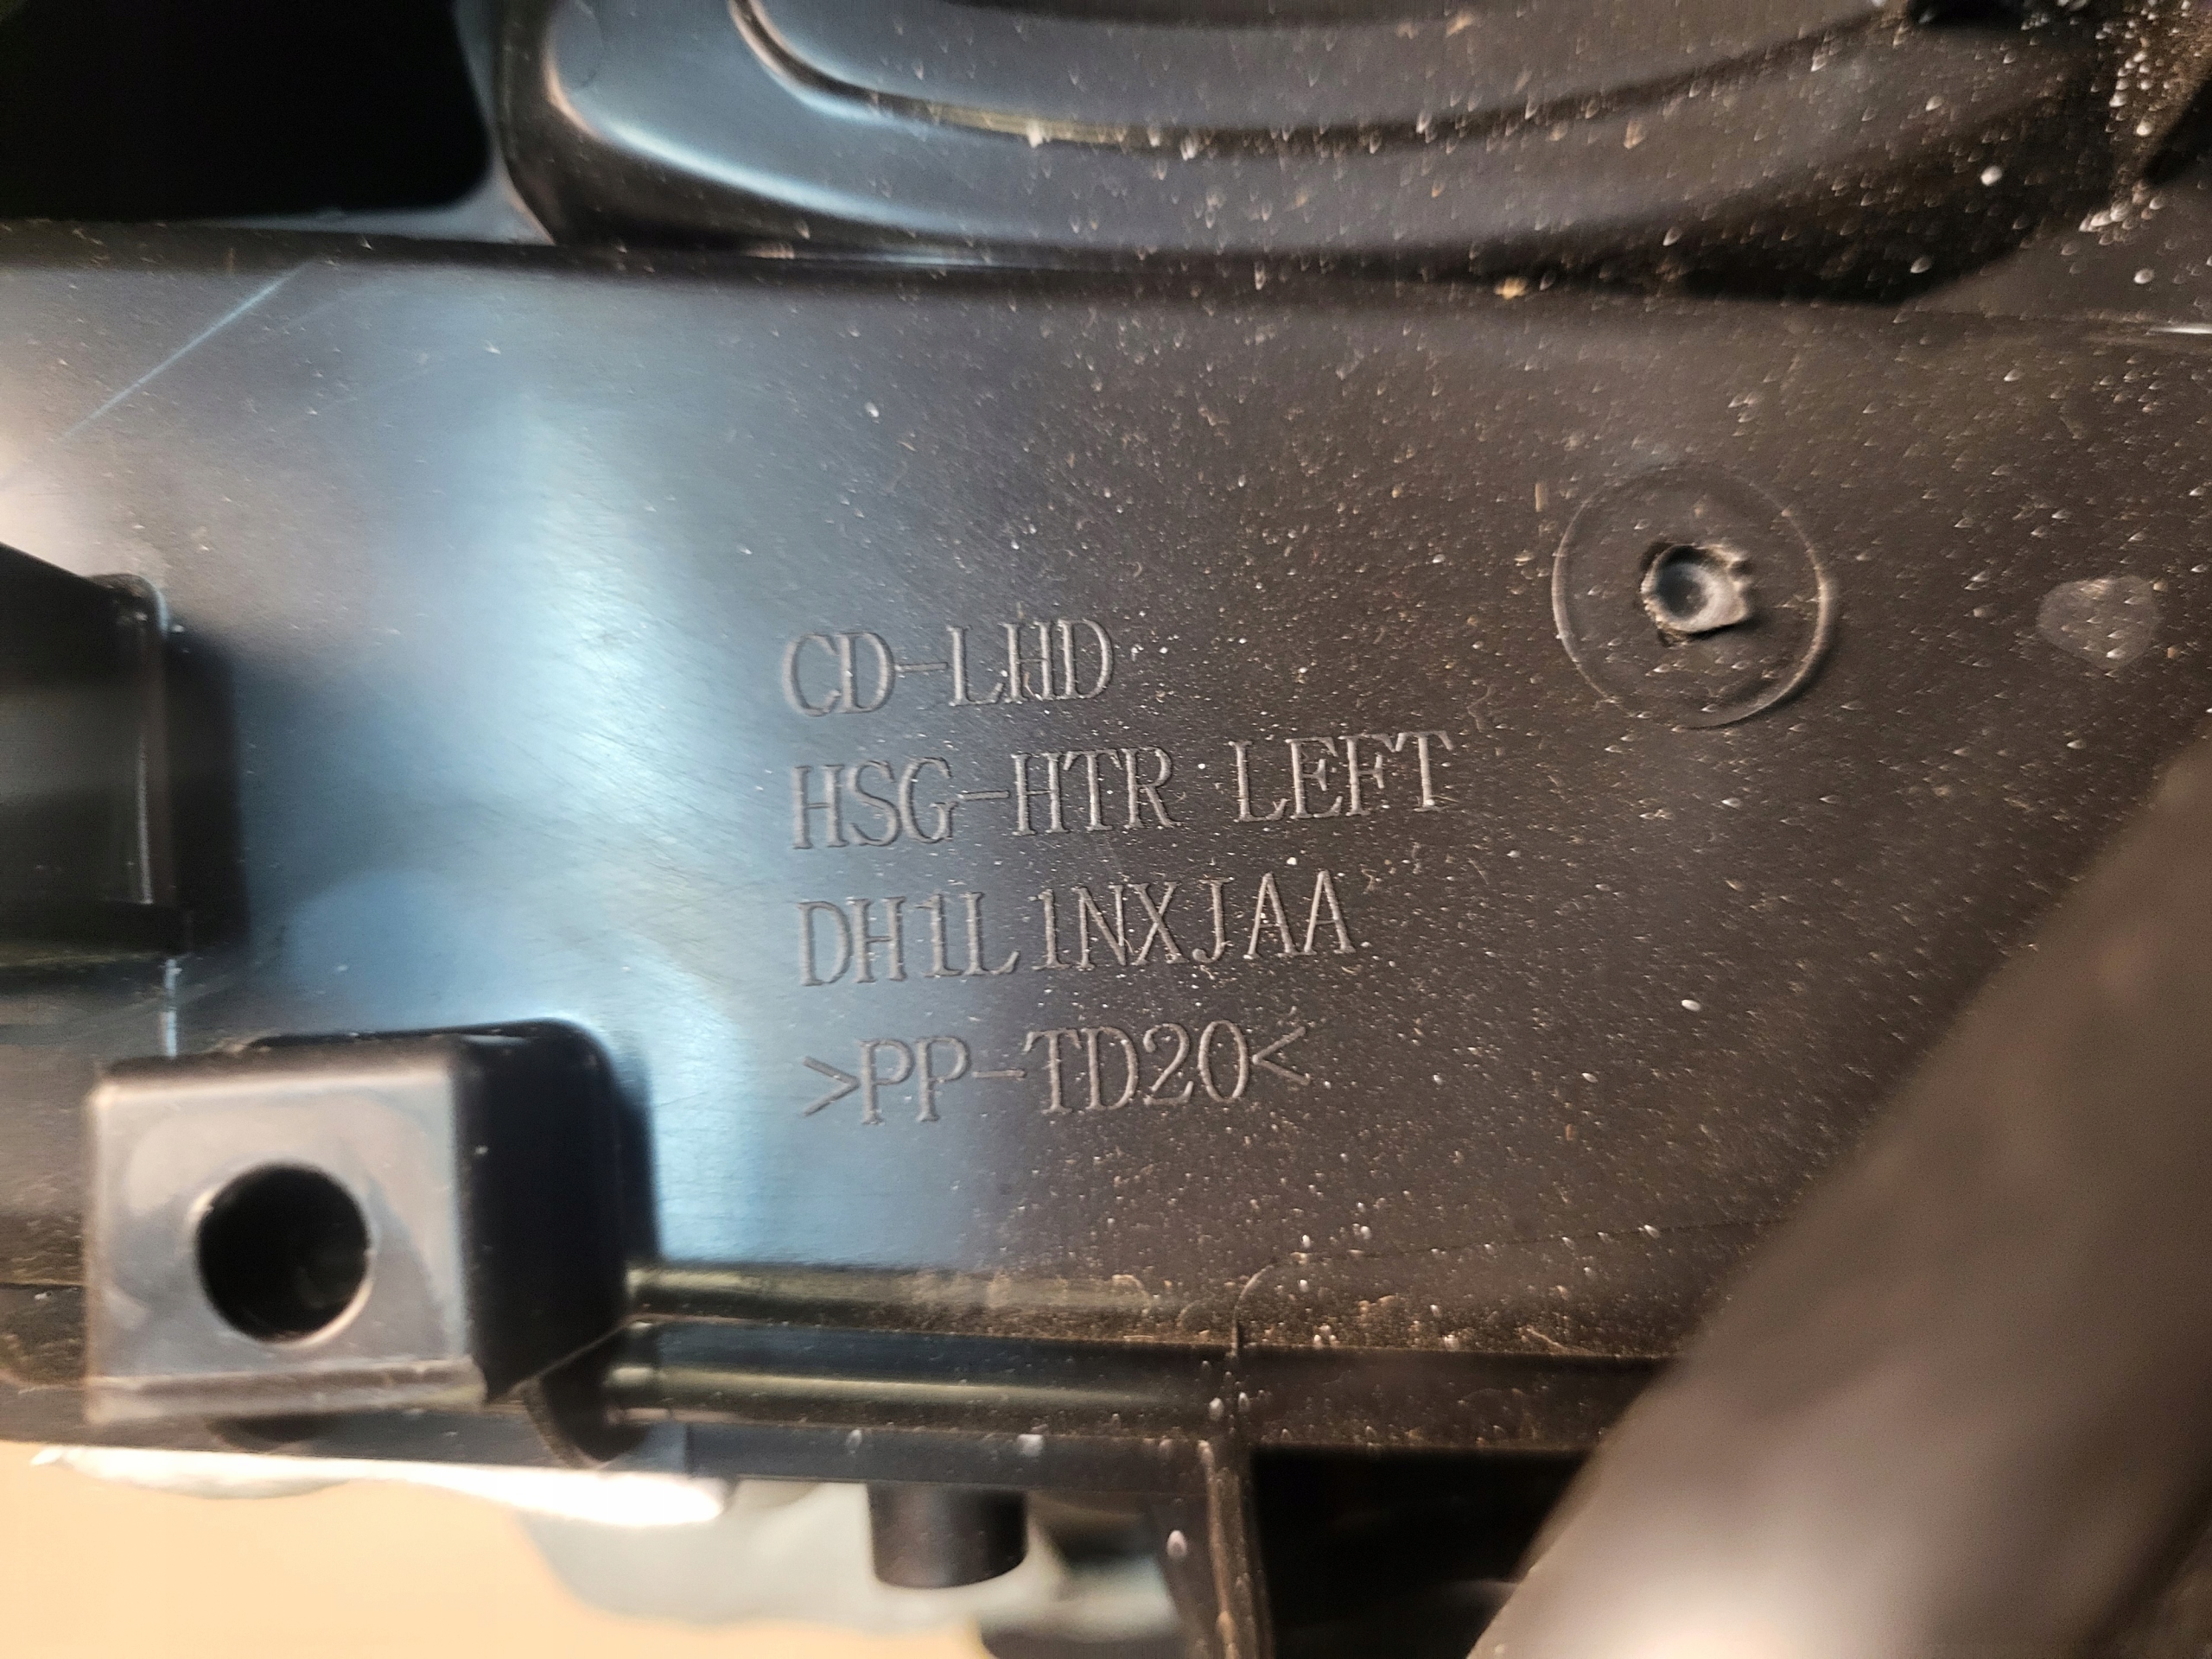 CD-LHD
HSG-HTR LEFT
DH1L1NXJAA
>PP-TD20<